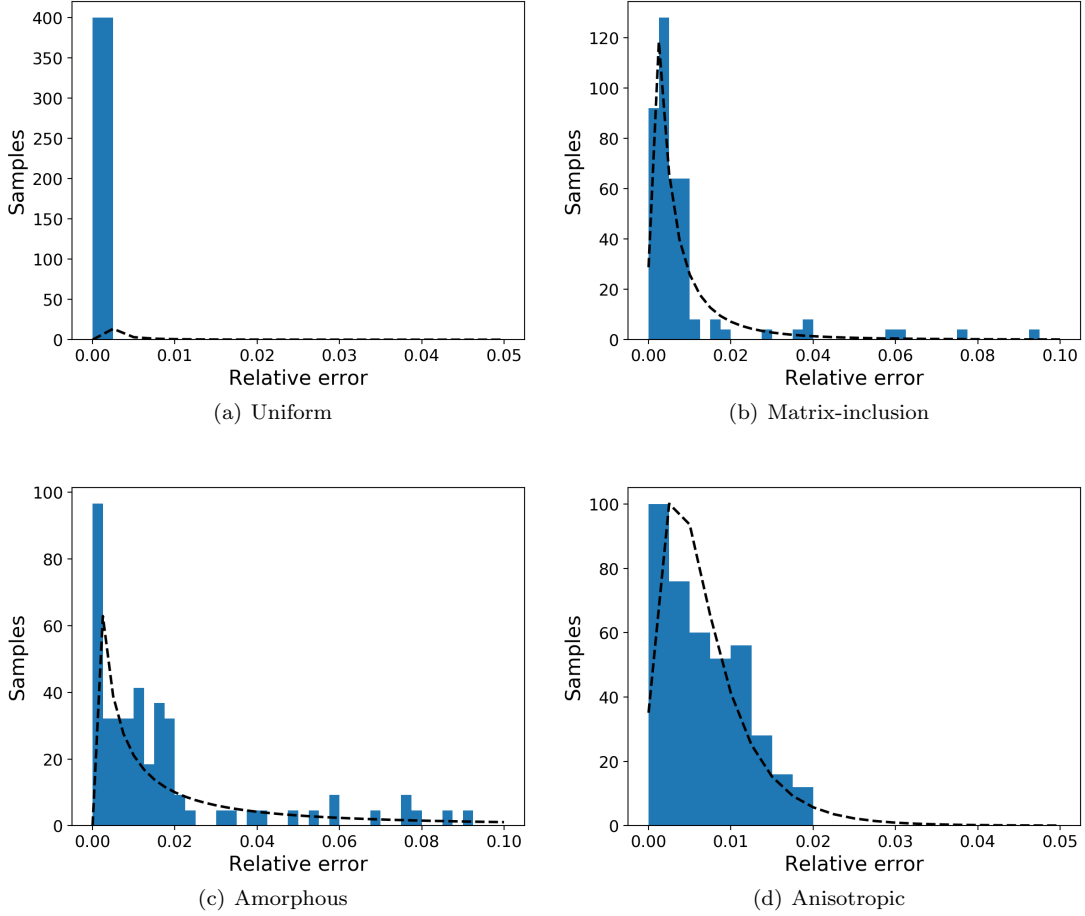 400
350
300
250
200
150
100
50
0
Samples
0.00 0.01 0.02 0.03 0.04 0.05
Relative error
(a) Uniform
120
100
80
60
40
20
0
Samples
0.00 0.02 0.04 0.06 0.08 0.10
Relative error
(b) Matrix-inclusion
100
80
60
40
20
0
Samples
0.00 0.02 0.04 0.06 0.08 0.10
Relative error
(c) Amorphous
100
80
60
40
20
0
Samples
0.00 0.01 0.02 0.03 0.04 0.05
Relative error
(d) Anisotropic